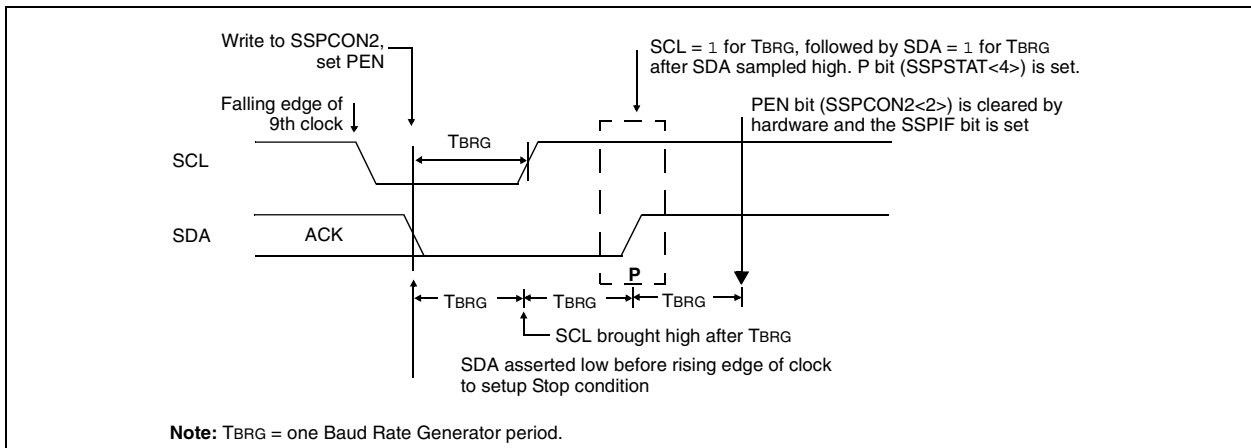 Write to SSPCON2,
set PEN
SCL = 1 for TBRG, followed by SDA = 1 for TBRG
after SDA sampled high. P bit (SSPSTAT<4>) is set.
Falling edge of
9th clock
PEN bit (SSPCON2<2>) is cleared by
hardware and the SSPIF bit is set
TBRG
SCL
SDA
ACK
P
TBRG
TBRG
TBRG
SCL brought high after TBRG
SDA asserted low before rising edge of clock
to setup Stop condition
Note: TBRG = one Baud Rate Generator period.